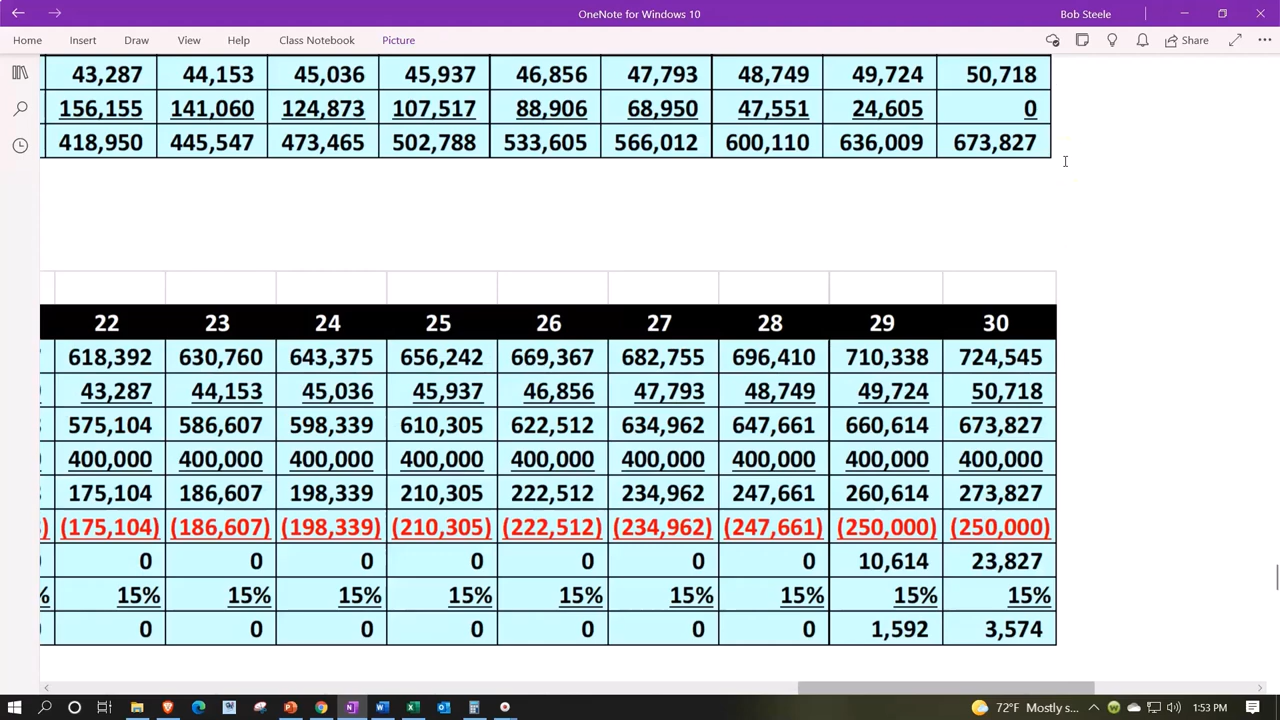 OneNote for Windows 10
Bob Steele
Home Insert Draw View Help Class Notebook Picture Share
43,287 44,153 45,036 45,937 46,856 47,793 48,749 49,724 50,718
156,155 141,060 124,873 107,517 88,906 68,950 47,551 24,605 0
418,950 445,547 473,465 502,788 533,605 566,012 600,110 636,009 673,827
22 23 24 25 26 27 28 29 30
618,392 630,760 643,375 656,242 669,367 682,755 696,410 710,338 724,545
43,287 44,153 45,036 45,937 46,856 47,793 48,749 49,724 50,718
575,104 586,607 598,339 610,305 622,512 634,962 647,661 660,614 673,827
400,000 400,000 400,000 400,000 400,000 400,000 400,000 400,000 400,000
175,104 186,607 198,339 210,305 222,512 234,962 247,661 260,614 273,827
(175,104) (186,607) (198,339) (210,305) (222,512) (234,962) (247,661) (250,000) (250,000)
0 0 0 0 0 0 0 10,614 23,827
% 15% 15% 15% 15% 15% 15% 15% 15% 15%
0 0 0 0 0 0 0 1,592 3,574
72°F Mostly s... 1:53 PM